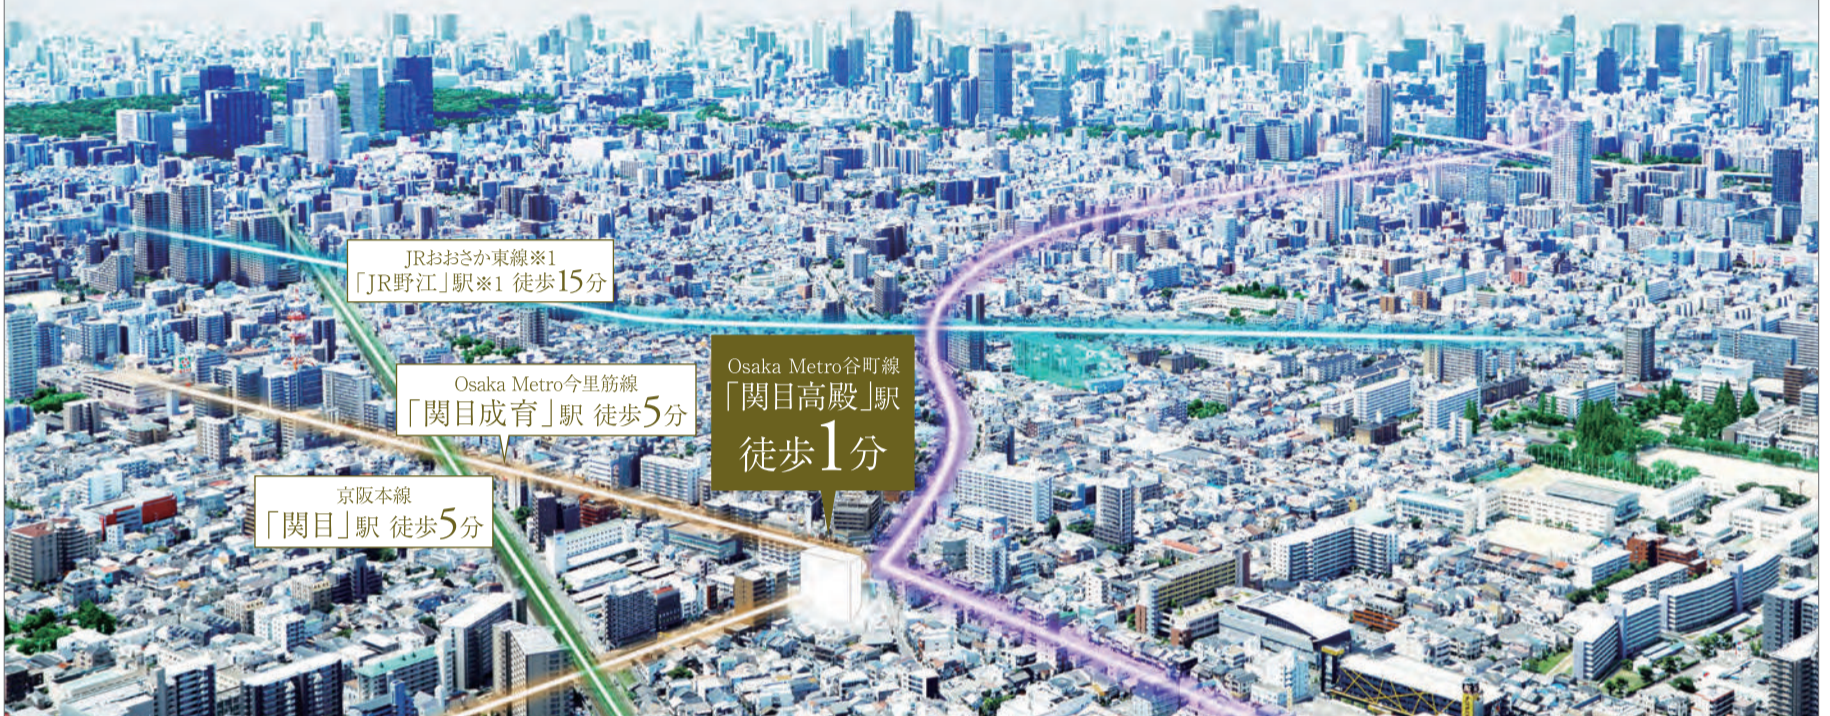 JRおおさか東線※1
「JR野江」駅※1 徒歩15分
Osaka Metro今里筋線
「関目成育」駅 徒歩5分
Osaka Metro谷町線
「関目高殿」駅
徒歩1分
京阪本線
「関目」駅 徒歩5分